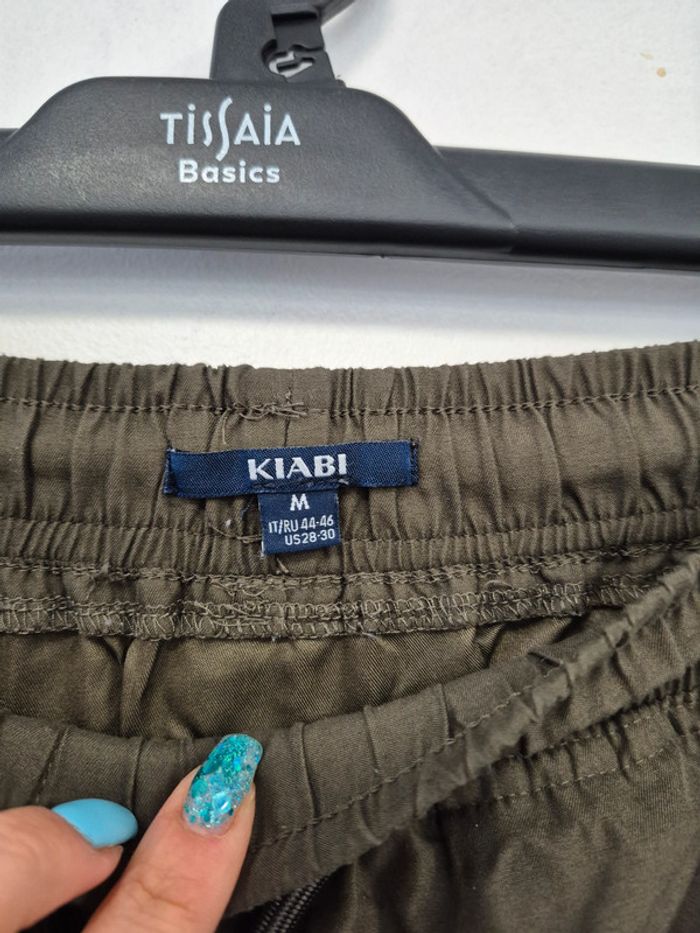 TISSAIA
Basics
KIABI
M
IT/RU 44-46
US28-30